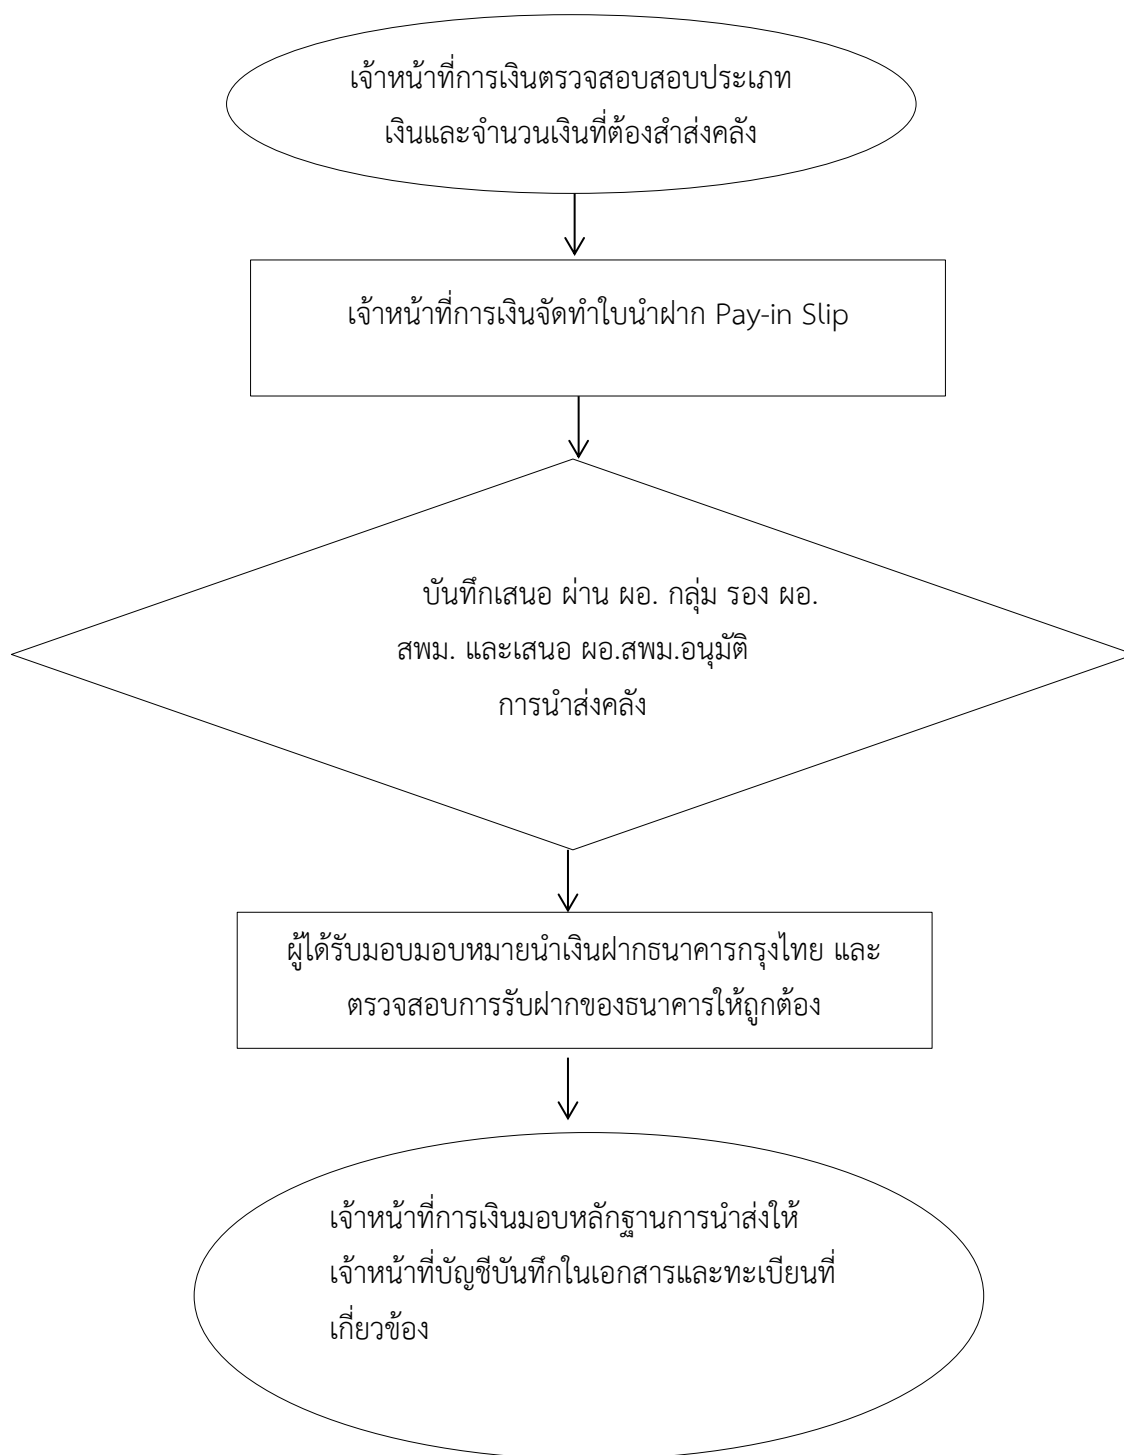 เจ้าหน้าที่การเงินตรวจสอบสอบประเภท
เงินและจำนวนเงินที่ต้องสำส่งคลัง
เจ้าหน้าที่การเงินจัดทำใบนำฝาก Pay-in Slip
บันทึกเสนอ ผ่าน ผอ. กลุ่ม รอง ผอ.
สพม. และเสนอ ผอ.สพม.อนุมัติ
การนำส่งคลัง
ผู้ได้รับมอบมอบหมายนำเงินฝากธนาคารกรุงไทย และ
ตรวจสอบการรับฝากของธนาคารให้ถูกต้อง
เจ้าหน้าที่การเงินมอบหลักฐานการนำส่งให้
เจ้าหน้าที่บัญชีบันทึกในเอกสารและทะเบียนที่
เกี่ยวข้อง